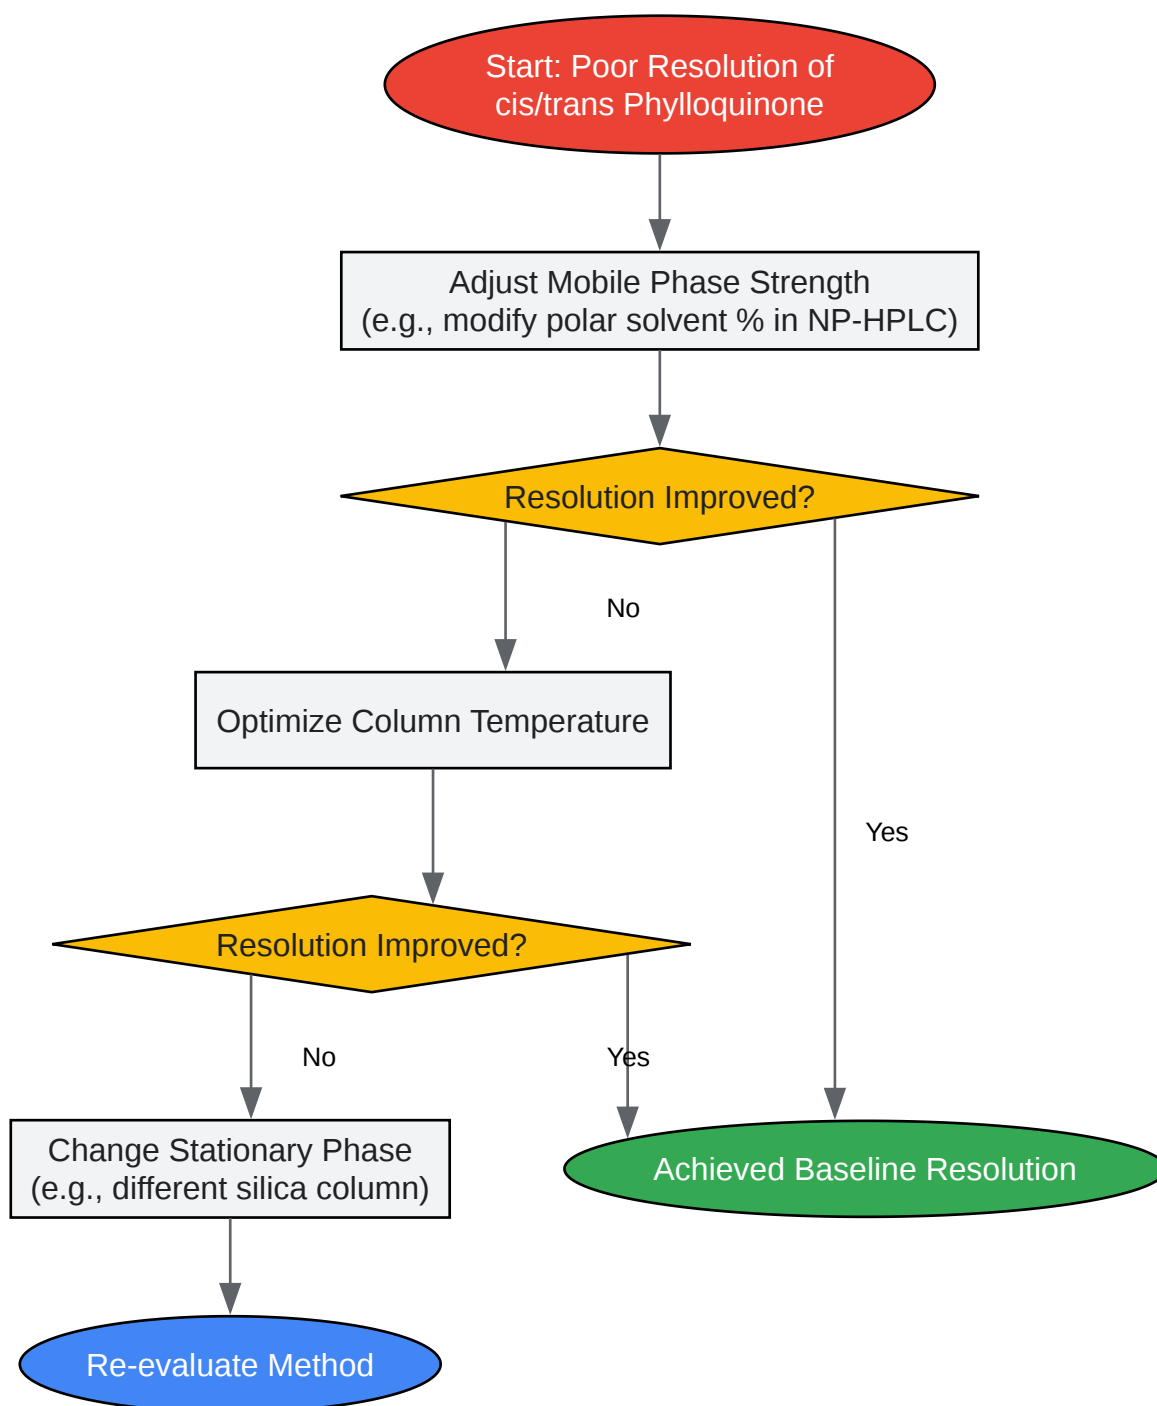 Start: Poor Resolution of
cis/trans Phylloquinone
Adjust Mobile Phase Strength
(e.g., modify polar solvent % in NP-HPLC)
Resolution Improved?
No
Optimize Column Temperature
Yes
Resolution Improved?
No
Yes
Change Stationary Phase
(e.g., different silica column)
Achieved Baseline Resolution
Re-evaluate Method